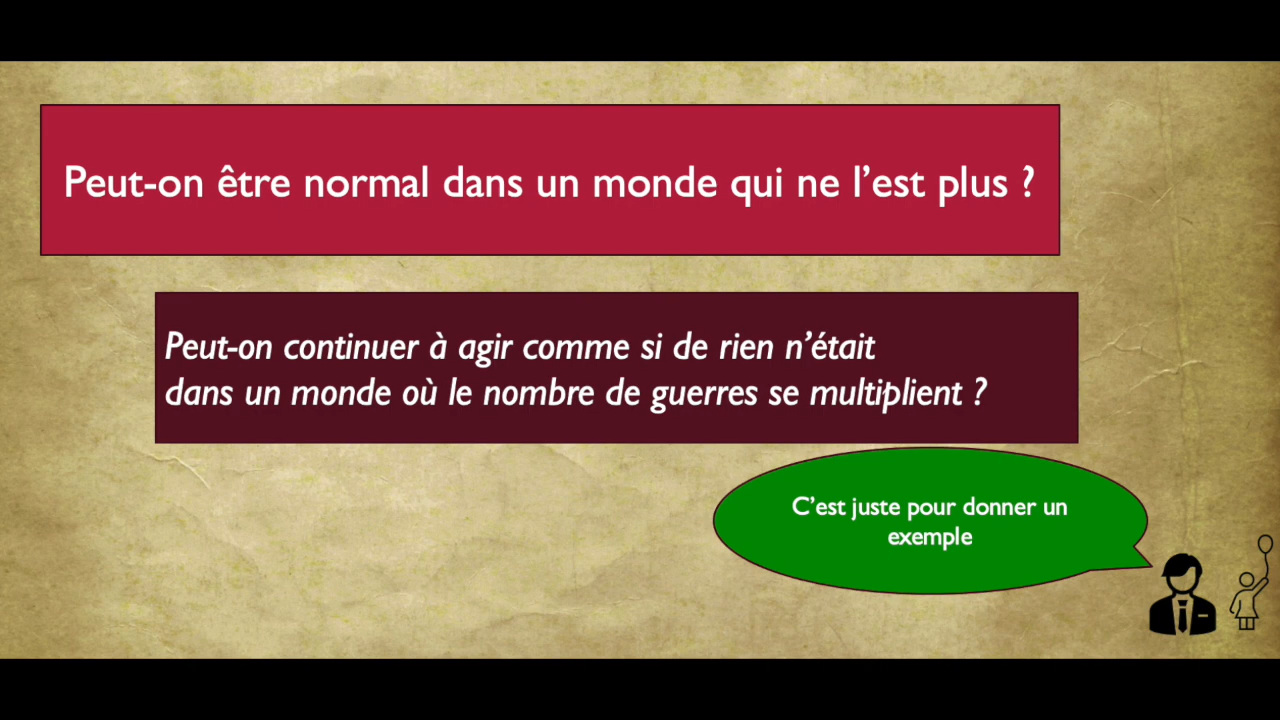 Peut-on être normal dans un monde qui ne l’est plus ?
Peut-on continuer à agir comme si de rien n’était
dans un monde où le nombre de guerres se multiplient ?
C’est juste pour donner un
exemple